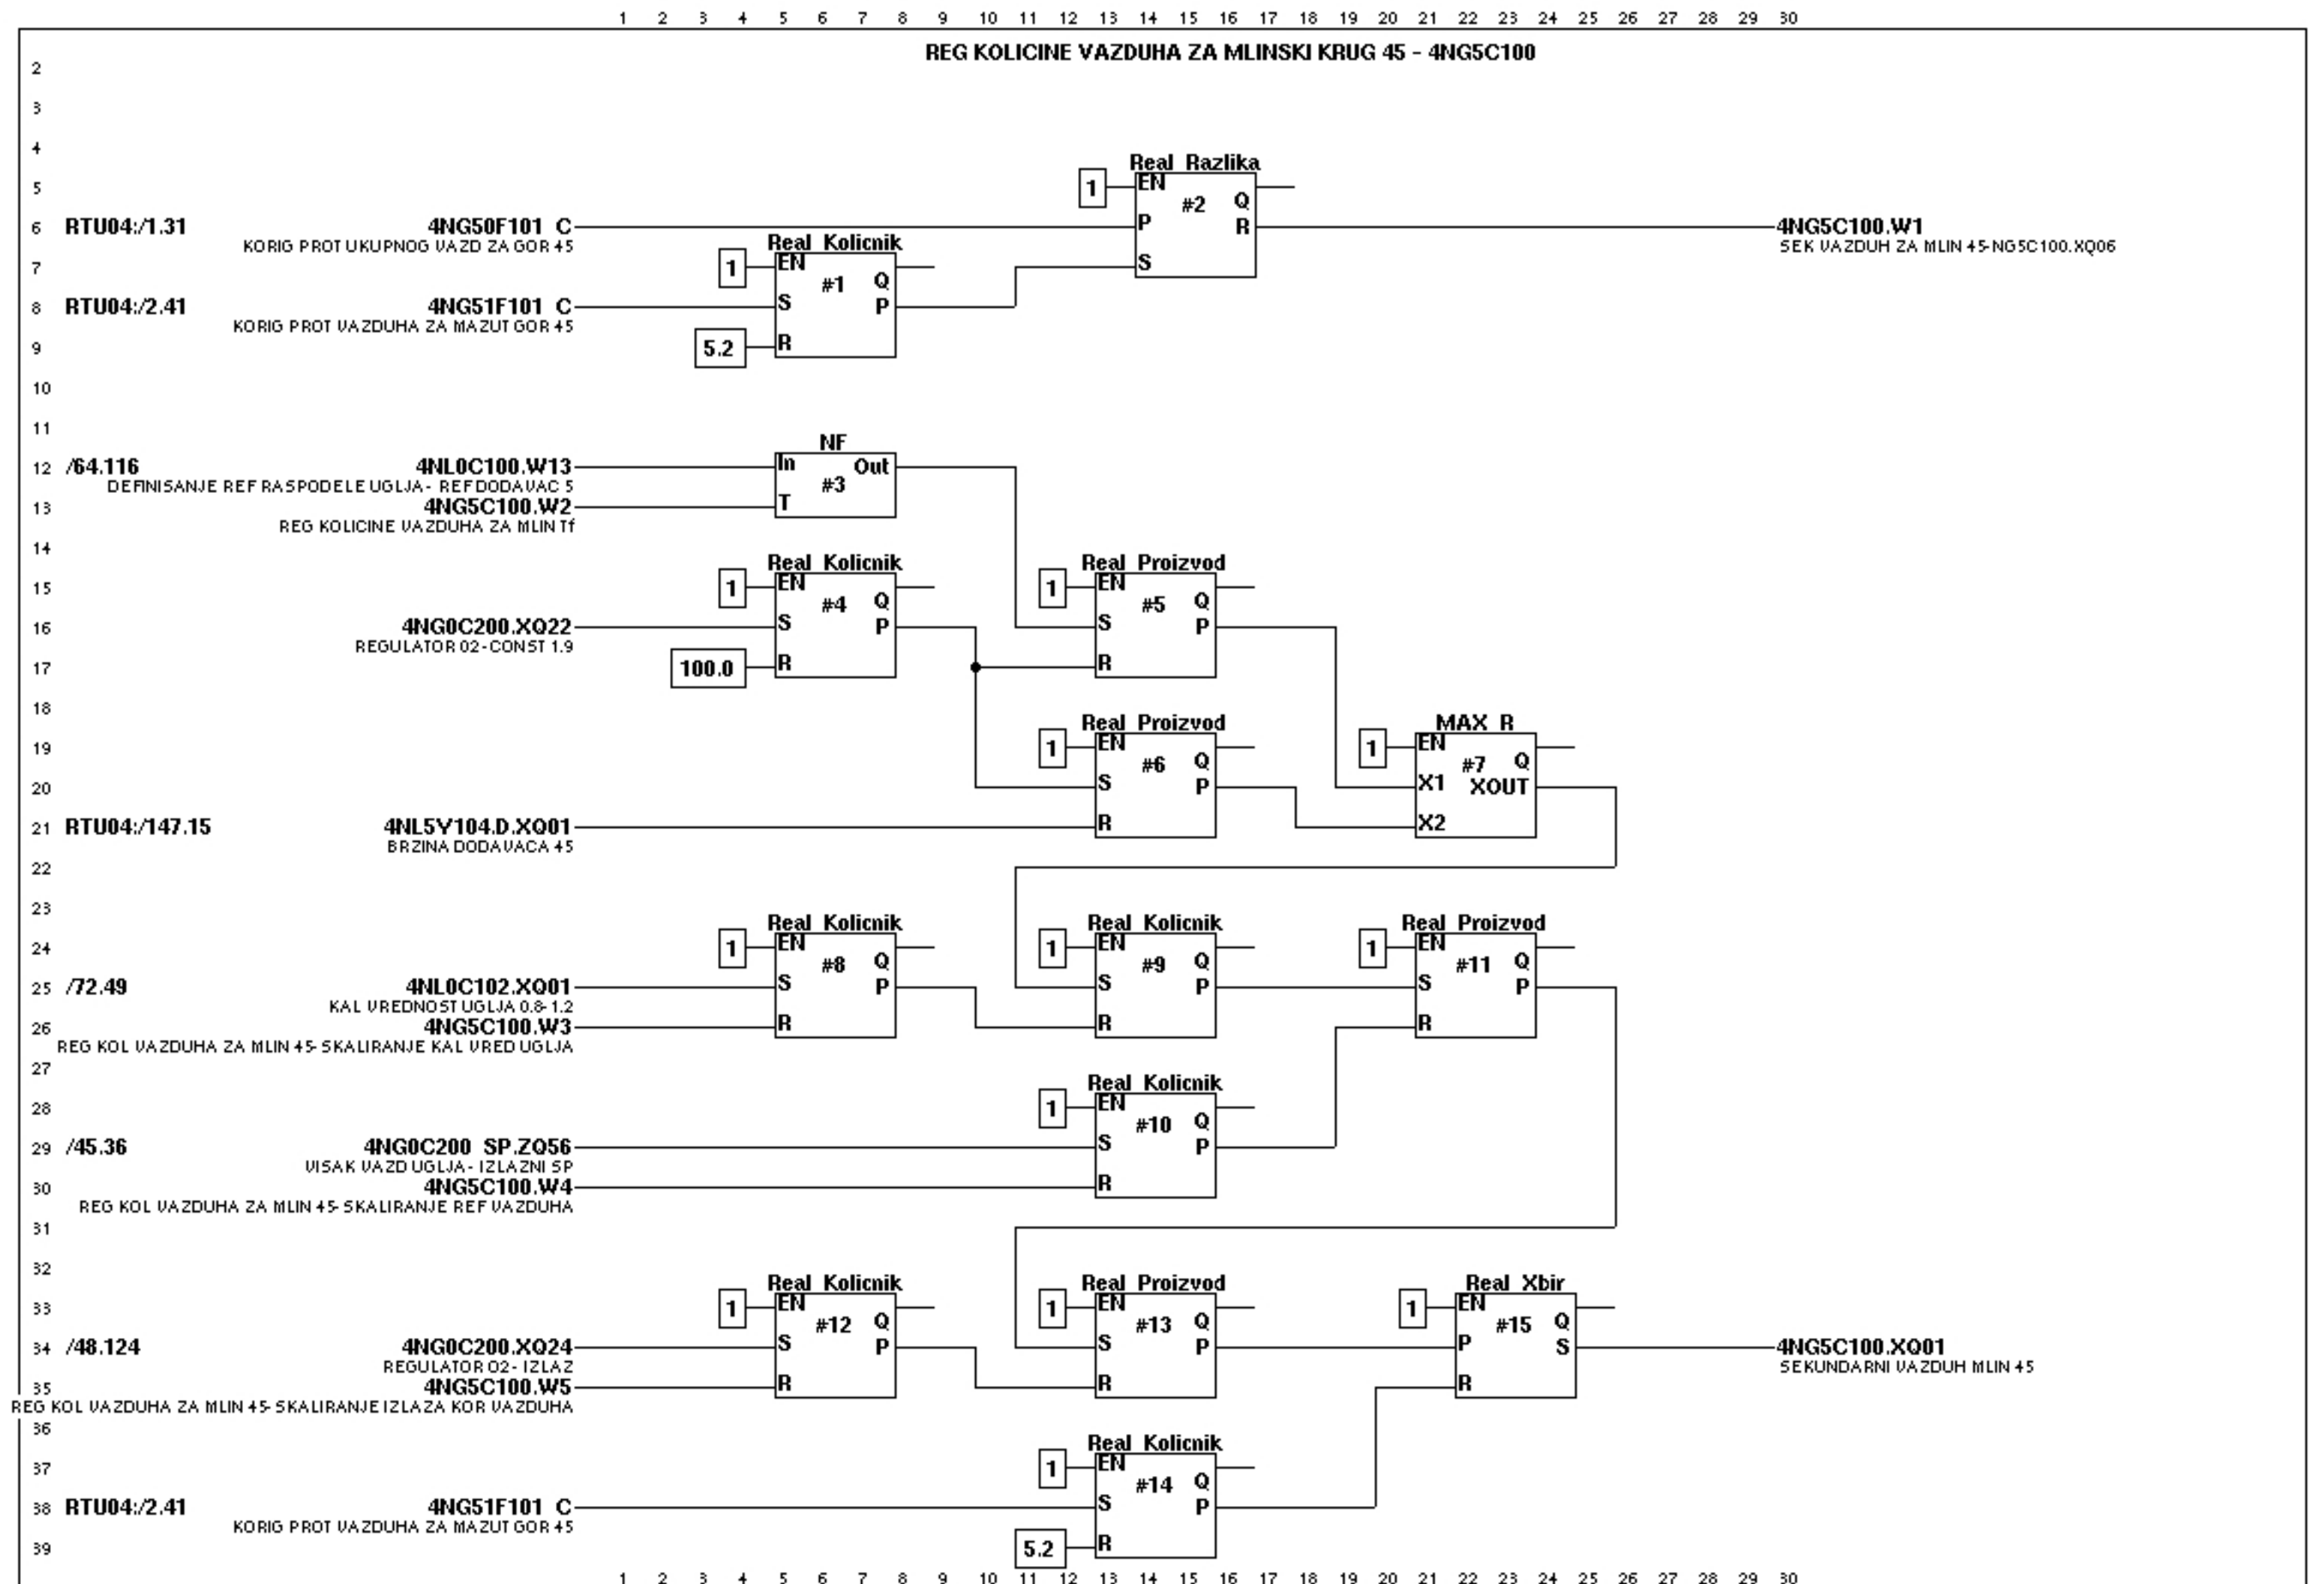 1 2 3 4 5 6 7 8 9 10 11 12 13 14 15 16 17 18 19 20 21 22 23 24 25 26 27 28 29 30
REG KOLICINE VAZDUHA ZA MLINSKI KRUG 45 - 4NG5C100
2
3
4
Real Razlika
5 1 EN #2 Q
6 RTU04:/1.31 4NG50F101 C P R 4NG5C100.W1
KORIG PROT UKUPNOG VAZD ZA GOR 45 Real Kolicnik SEK VAZDUH ZA MLIN 45-NG5C100.XQ06
7 1 EN #1 Q S
8 RTU04:/2.41 4NG51F101 C S P
KORIG PROT VAZDUHA ZA MAZUT GOR 45
9 5.2 R
10
11
NF
12 /64.116 4NL0C100.W13 In Out
DEFINISANJE REF RASPODELE UGLJA- REF DODAVAC 5 #3
13 4NG5C100.W2 T
REG KOLICINE VAZDUHA ZA MLIN Tf
14
Real Kolicnik Real Proizvod
15 1 EN #4 Q 1 EN #5 Q
16 4NG0C200.XQ22 S P S P
REGULATOR 02-CONST 1.9
17 100.0 R R
18
Real Proizvod MAX R
19 1 EN #6 Q 1 EN #7 Q
20 S P X1 XOUT
21 RTU04:/147.15 4NL5Y104.D.XQ01 R X2
BRZINA DODAVACA 45
22
23
Real Kolicnik Real Kolicnik Real Proizvod
24 1 EN #8 Q 1 EN #9 Q 1 EN #11 Q
25 /72.49 4NL0C102.XQ01 S P S P S P
KAL VREDNOST UGLJA 0.8-1.2
26 4NG5C100.W3 R R R
REG KOL VAZDUHA ZA MLIN 45-SKALIRANJE KAL VRED UGLJA
27
Real Kolicnik
28 1 EN #10 Q
29 /45.36 4NG0C200 SP.ZQ56 S P
VISAK VAZD UGLJA- IZLAZNI SP
30 4NG5C100.W4 R
REG KOL VAZDUHA ZA MLIN 45-SKALIRANJE REF VAZDUHA
31
32
Real Kolicnik Real Proizvod Real Xbir
33 1 EN #12 Q 1 EN #13 Q 1 EN #15 Q
34 /48.124 4NG0C200.XQ24 S P S P P S 4NG5C100.XQ01
REGULATOR O2- IZLAZ SEKUNDARNI VAZDUH MLIN 45
35 4NG5C100.W5 R R R
REG KOL VAZDUHA ZA MLIN 45-SKALIRANJE IZLAZA KOR VAZDUHA
36
Real Kolicnik
37 1 EN #14 Q
38 RTU04:/2.41 4NG51F101 C S P
KORIG PROT VAZDUHA ZA MAZUT GOR 45
39 5.2 R
1 2 3 4 5 6 7 8 9 10 11 12 13 14 15 16 17 18 19 20 21 22 23 24 25 26 27 28 29 30